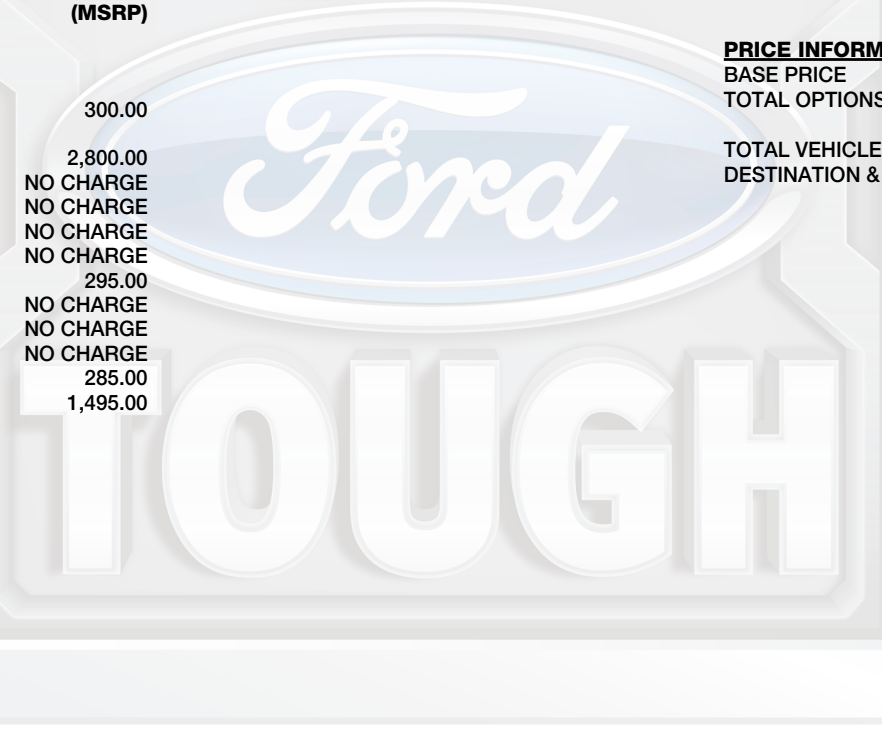 (MSRP)
300.00
2,800.00
NO CHARGE
NO CHARGE
NO CHARGE
NO CHARGE
295.00
NO CHARGE
NO CHARGE
NO CHARGE
285.00
1,495.00
PRICE INFORM
BASE PRICE
TOTAL OPTIONS
TOTAL VEHICLE
DESTINATION &
Ford
TOUGH